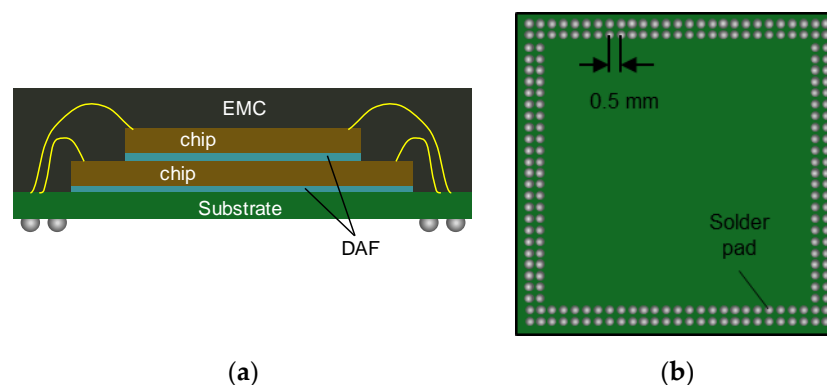 EMC
chip
chip
Substrate
DAF
0.5 mm
Solder
pad
(a)
(b)